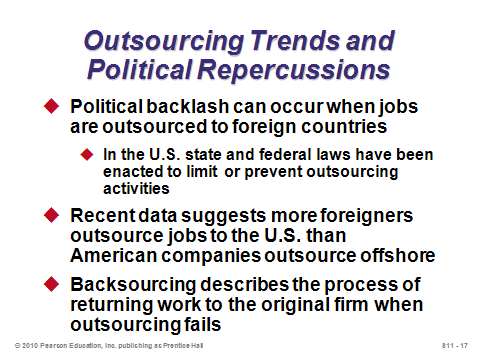 Outsourcing Trends and
Political Repercussions
Political backlash can occur when jobs
are outsourced to foreign countries
In the U.S. state and federal laws have been
enacted to limit or prevent outsourcing
activities
Recent data suggests more foreigners
outsource jobs to the U.S. than
American companies outsource offshore
Backsourcing describes the process of
returning work to the original firm when
outsourcing fails
© 2010 Pearson Education, Inc. publishing as Prentice Hall
S11 - 17